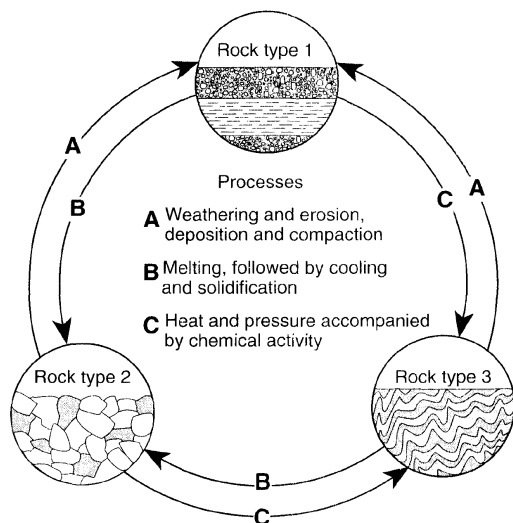 Rock type 1
A
B
C
A
Processes
A Weathering and erosion,
deposition and compaction
B Melting, followed by cooling
and solidification
C Heat and pressure accompanied
by chemical activity
Rock type 2
Rock type 3
B
C